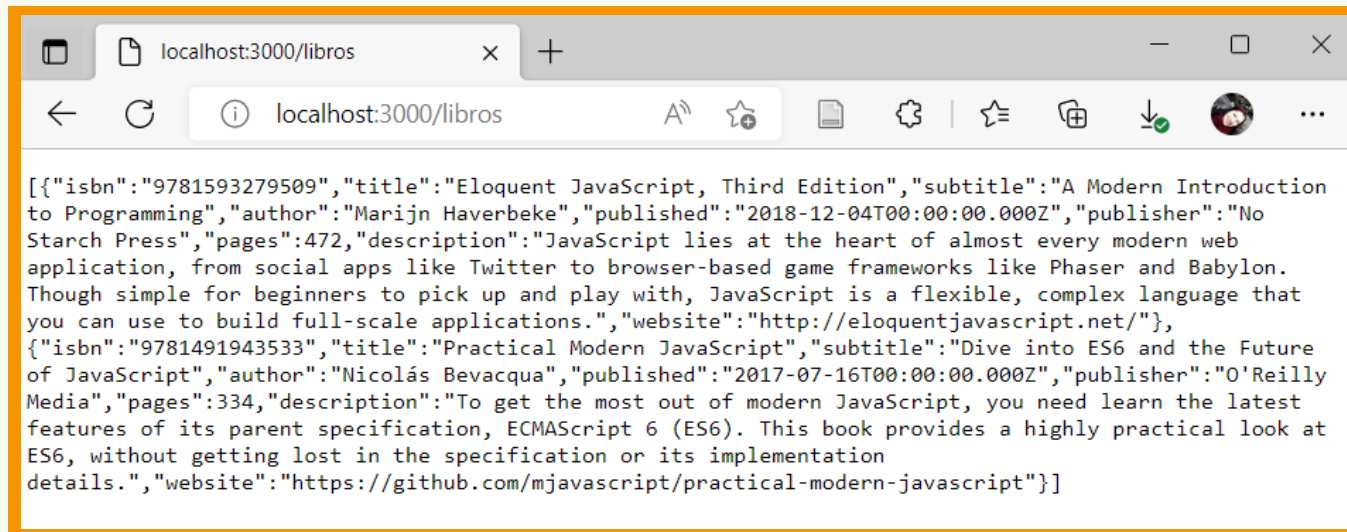 localhost:3000/libros
localhost:3000/libros
[{"isbn":"9781593279509","title":"Eloquent JavaScript, Third Edition","subtitle":"A Modern Introduction
to Programming","author":"Marijn Haverbeke","published":"2018-12-04T00:00:00.000Z","publisher":"No
Starch Press","pages":472,"description":"JavaScript lies at the heart of almost every modern web
application, from social apps like Twitter to browser-based game frameworks like Phaser and Babylon.
Though simple for beginners to pick up and play with, JavaScript is a flexible, complex language that
you can use to build full-scale applications.","website":"http://eloquentjavascript.net/"},
{"isbn":"9781491943533","title":"Practical Modern JavaScript","subtitle":"Dive into ES6 and the Future
of JavaScript","author":"Nicolás Bevacqua","published":"2017-07-16T00:00:00.000Z","publisher":"O'Reilly
Media","pages":334,"description":"To get the most out of modern JavaScript, you need learn the latest
features of its parent specification, ECMAScript 6 (ES6). This book provides a highly practical look at
ES6, without getting lost in the specification or its implementation
details.","website":"https://github.com/mjavascript/practical-modern-javascript"}]